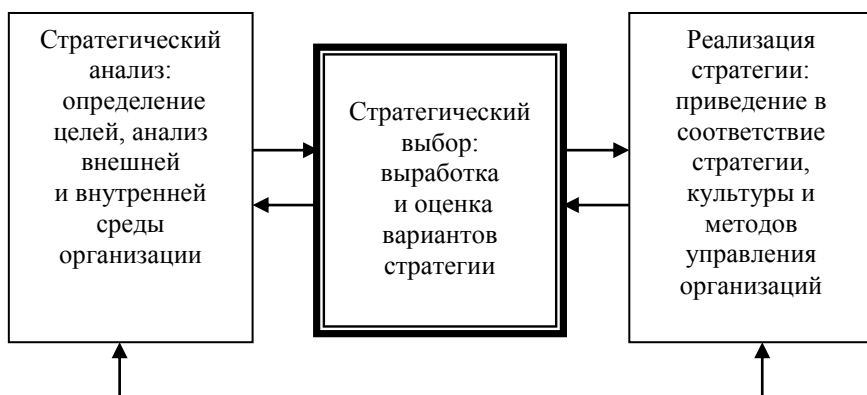 Стратегический
анализ:
определение
целей, анализ
внешней
и внутренней
среды
организации
Стратегический
выбор:
выработка
и оценка
вариантов
стратегии
Реализация
стратегии:
приведение в
соответствие
стратегии,
культуры и
методов
управления
организаций